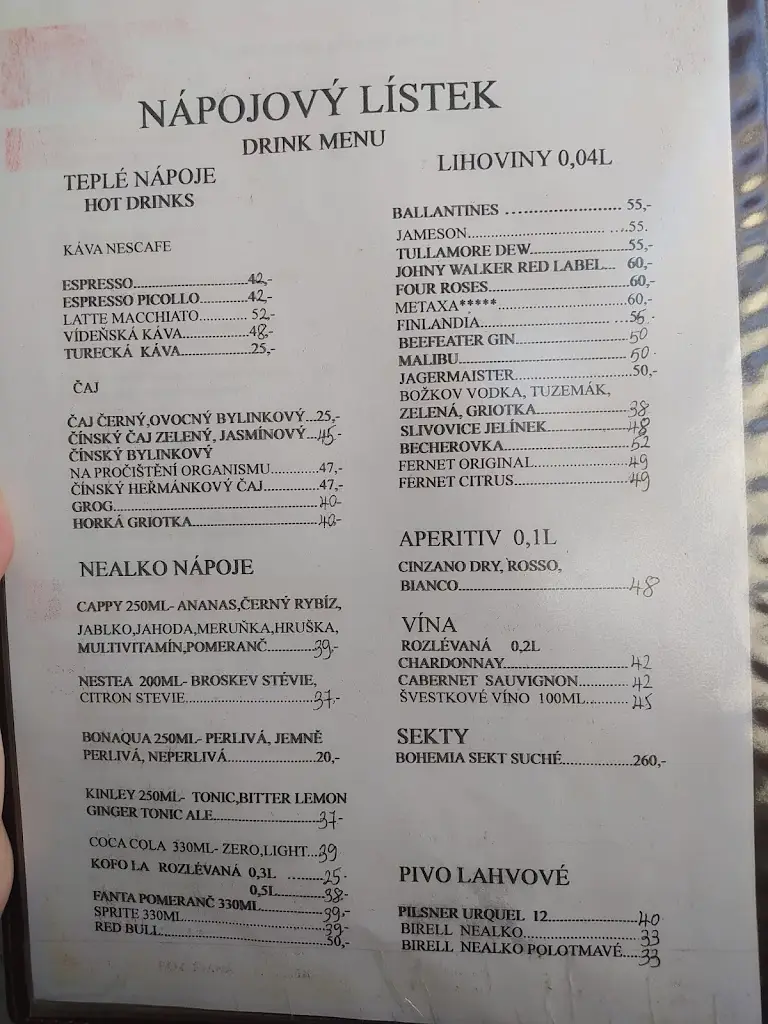 NÁPOJOVÝ LÍSTEK
DRINK MENU
TEPLÉ NÁPOJE
HOT DRINKS
KÁVA NESCAFE
ESPRESSO....................42,-
ESPRESSO PICOLLO............42,-
LATTE MACCHIATO............ 52,-
VÍDEŇSKÁ KÁVA...............48,-
TURECKÁ KÁVA................25,-
ČAJ
ČAJ ČERNÝ,OVOCNÝ BYLINKOVÝ...25,-
ČÍNSKÝ ČAJ ZELENÝ, JASMÍNOVÝ...45,-
ČÍNSKÝ BYLINKOVÝ
NA PROČIŠTĚNÍ ORGANISMU...........47,-
ČÍNSKÝ HEŘMÁNKOVÝ ČAJ.............47,-
GROG..............................40,-
HORKÁ GRIOTKA.....................42,-
NEALKO NÁPOJE
CAPPY 250ML- ANANAS,ČERNÝ RYBÍZ,
JABLKO,JAHODA,MERUŇKA,HRUŠKA,
MULTIVITAMÍN,POMERANČ...........39,-
NESTEA 200ML- BROSKEV STÉVIE,
CITRON STEVIE...................37,-
BONAQUA 250ML- PERLIVÁ, JEMNĚ
PERLIVÁ, NEPERLIVÁ..............20,-
KINLEY 250ML- TONIC,BITTER LEMON
GINGER TONIC ALE................37,-
COCA COLA 330ML- ZERO,LIGHT...39
KOFO LA ROZLÉVANÁ 0,3L ........25,-
0,5L...........38,-
FANTA POMERANČ 330ML...........39,-
SPRITE 330ML...................39,-
RED BULL.......................50,-
LIHOVINY 0,04L
BALLANTINES ........................ 55,-
JAMESON..............................55.
TULLAMORE DEW........................55,-
JOHNY WALKER RED LABEL... 60,-
FOUR ROSES...........................60,-
METAXA*****..........................60,-
FINLANDIA............................56,-
BEEFEATER GIN........................50
MALIBU...............................50,-
JAGERMAISTER.........................50,-
BOŽKOV VODKA, TUZEMÁK,
ZELENÁ, GRIOTKA......................38
SLIVOVICE JELÍNEK....................48
BECHEROVKA...........................52
FERNET ORIGINAL......................49
FERNET CITRUS........................49
APERITIV 0,1L
CINZANO DRY, ROSSO,
BIANCO...............................48
VÍNA
ROZLÉVANÁ 0,2L
CHARDONNAY...........................42
CABERNET SAUVIGNON...................42
ŠVESTKOVÉ VÍNO 100ML.................45
SEKTY
BOHEMIA SEKT SUCHÉ..............260,-
PIVO LAHVOVÉ
PILSNER URQUEL 12...................40
BIRELL NEALKO.......................33
BIRELL NEALKO POLOTMAVÉ....33